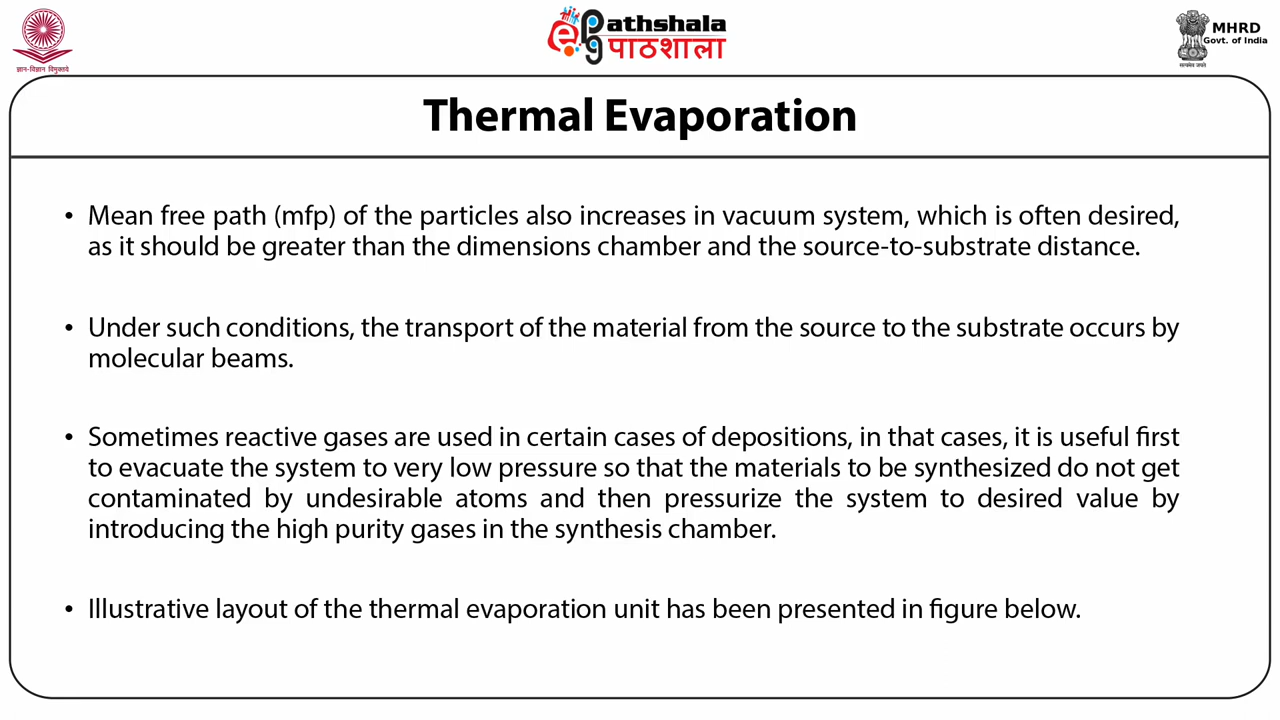 ePathshala
पाठशाला
MHRD
Govt. of India
ज्ञान-विज्ञान विमुक्तये
सत्यमेव जयते
Thermal Evaporation
• Mean free path (mfp) of the particles also increases in vacuum system, which is often desired,
as it should be greater than the dimensions chamber and the source-to-substrate distance.
• Under such conditions, the transport of the material from the source to the substrate occurs by
molecular beams.
• Sometimes reactive gases are used in certain cases of depositions, in that cases, it is useful first
to evacuate the system to very low pressure so that the materials to be synthesized do not get
contaminated by undesirable atoms and then pressurize the system to desired value by
introducing the high purity gases in the synthesis chamber.
• Illustrative layout of the thermal evaporation unit has been presented in figure below.